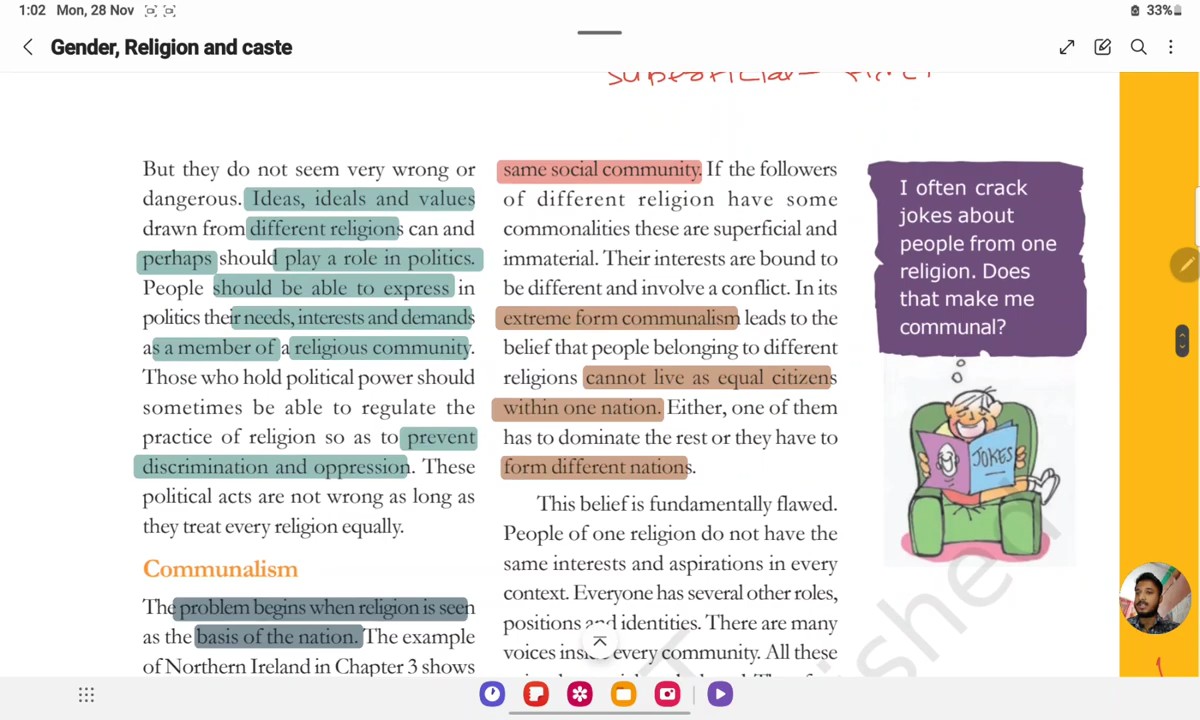 1:02 Mon, 28 Nov
33%
Gender, Religion and caste
superficial
But they do not seem very wrong or
dangerous. Ideas, ideals and values
drawn from different religions can and
perhaps should play a role in politics.
People should be able to express in
politics their needs, interests and demands
as a member of a religious community.
Those who hold political power should
sometimes be able to regulate the
practice of religion so as to prevent
discrimination and oppression. These
political acts are not wrong as long as
they treat every religion equally.
Communalism
The problem begins when religion is seen
as the basis of the nation. The example
of Northern Ireland in Chapter 3 shows
same social community. If the followers
of different religion have some
commonalities these are superficial and
immaterial. Their interests are bound to
be different and involve a conflict. In its
extreme form communalism leads to the
belief that people belonging to different
religions cannot live as equal citizens
within one nation. Either, one of them
has to dominate the rest or they have to
form different nations.
This belief is fundamentally flawed.
People of one religion do not have the
same interests and aspirations in every
context. Everyone has several other roles,
positions and identities. There are many
voices inside every community. All these
I often crack
jokes about
people from one
religion. Does
that make me
communal?
JOKES